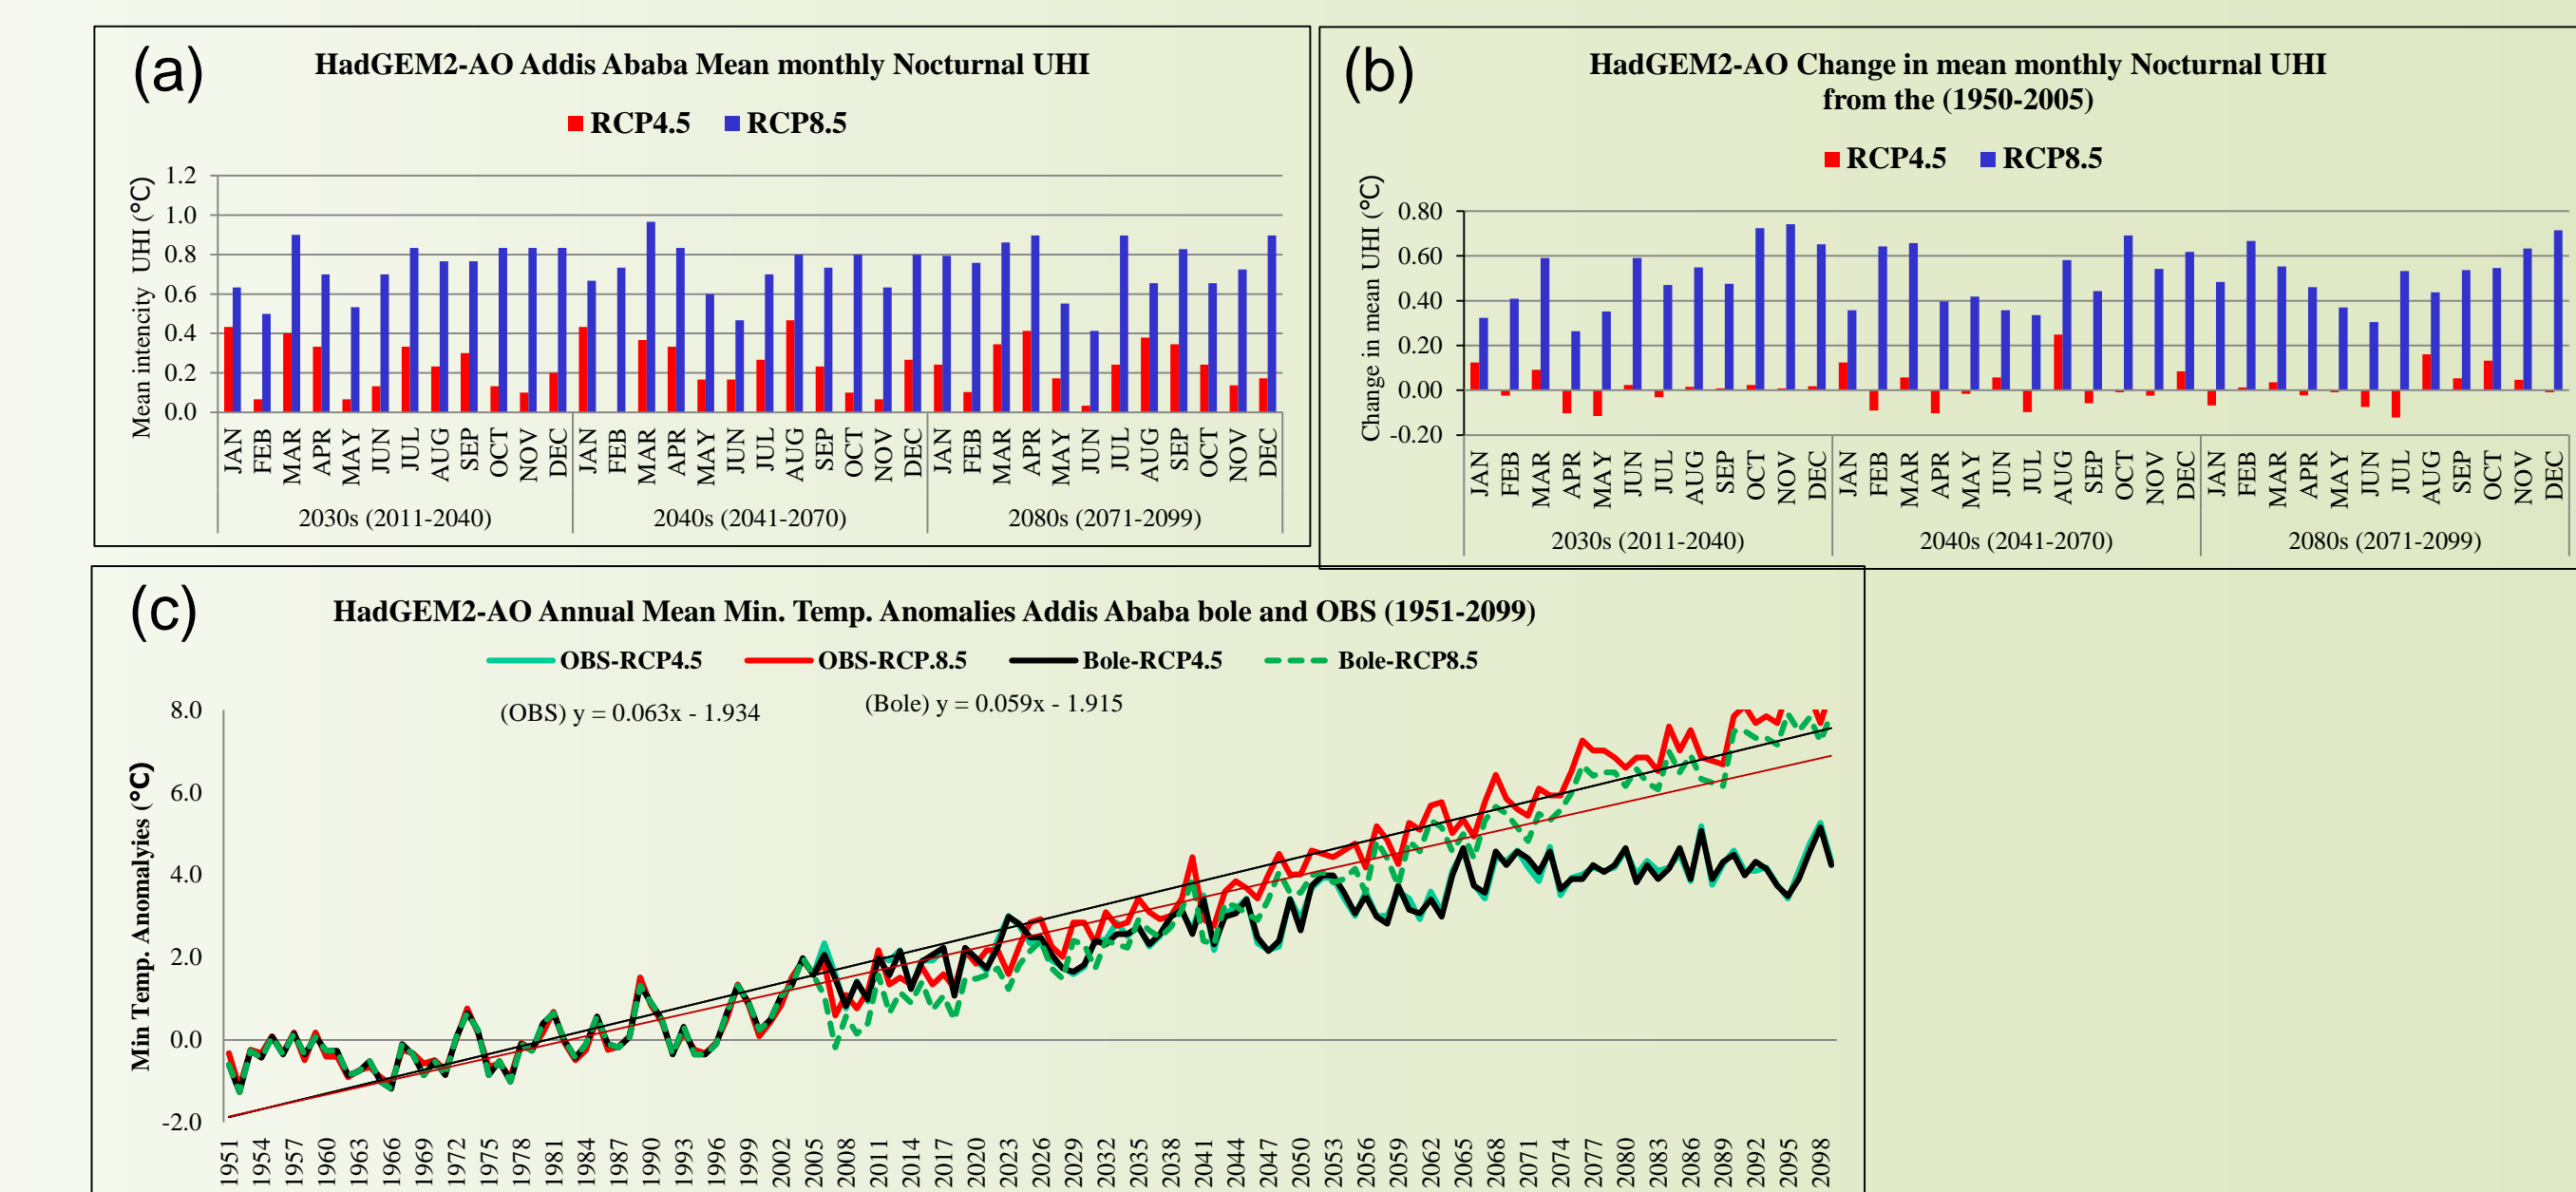 (a)
HadGEM2-AO Addis Ababa Mean monthly Nocturnal UHI
RCP4.5 RCP8.5
Mean intencity UHI (°C)
1.2
1.0
0.8
0.6
0.4
0.2
0.0
JAN FEB MAR APR MAY JUN JUL AUG SEP OCT NOV DEC JAN FEB MAR APR MAY JUN JUL AUG SEP OCT NOV DEC JAN FEB MAR APR MAY JUN JUL AUG SEP OCT NOV DEC
2030s (2011-2040) 2040s (2041-2070) 2080s (2071-2099)
(b)
HadGEM2-AO Change in mean monthly Nocturnal UHI
from the (1950-2005)
RCP4.5 RCP8.5
Change in mean UHI (°C)
0.80
0.60
0.40
0.20
0.00
-0.20
JAN FEB MAR APR MAY JUN JUL AUG SEP OCT NOV DEC JAN FEB MAR APR MAY JUN JUL AUG SEP OCT NOV DEC JAN FEB MAR APR MAY JUN JUL AUG SEP OCT NOV DEC
2030s (2011-2040) 2040s (2041-2070) 2080s (2071-2099)
(c)
HadGEM2-AO Annual Mean Min. Temp. Anomalies Addis Ababa bole and OBS (1951-2099)
OBS-RCP4.5 OBS-RCP.8.5 Bole-RCP4.5 Bole-RCP8.5
(OBS) y = 0.063x - 1.934 (Bole) y = 0.059x - 1.915
Min Temp. Anomalyies (°C)
8.0
6.0
4.0
2.0
0.0
-2.0
1951 1954 1957 1960 1963 1966 1969 1972 1975 1978 1981 1984 1987 1990 1993 1996 1999 2002 2005 2008 2011 2014 2017 2020 2023 2026 2029 2032 2035 2038 2041 2044 2047 2050 2053 2056 2059 2062 2065 2068 2071 2074 2077 2080 2083 2086 2089 2092 2095 2098